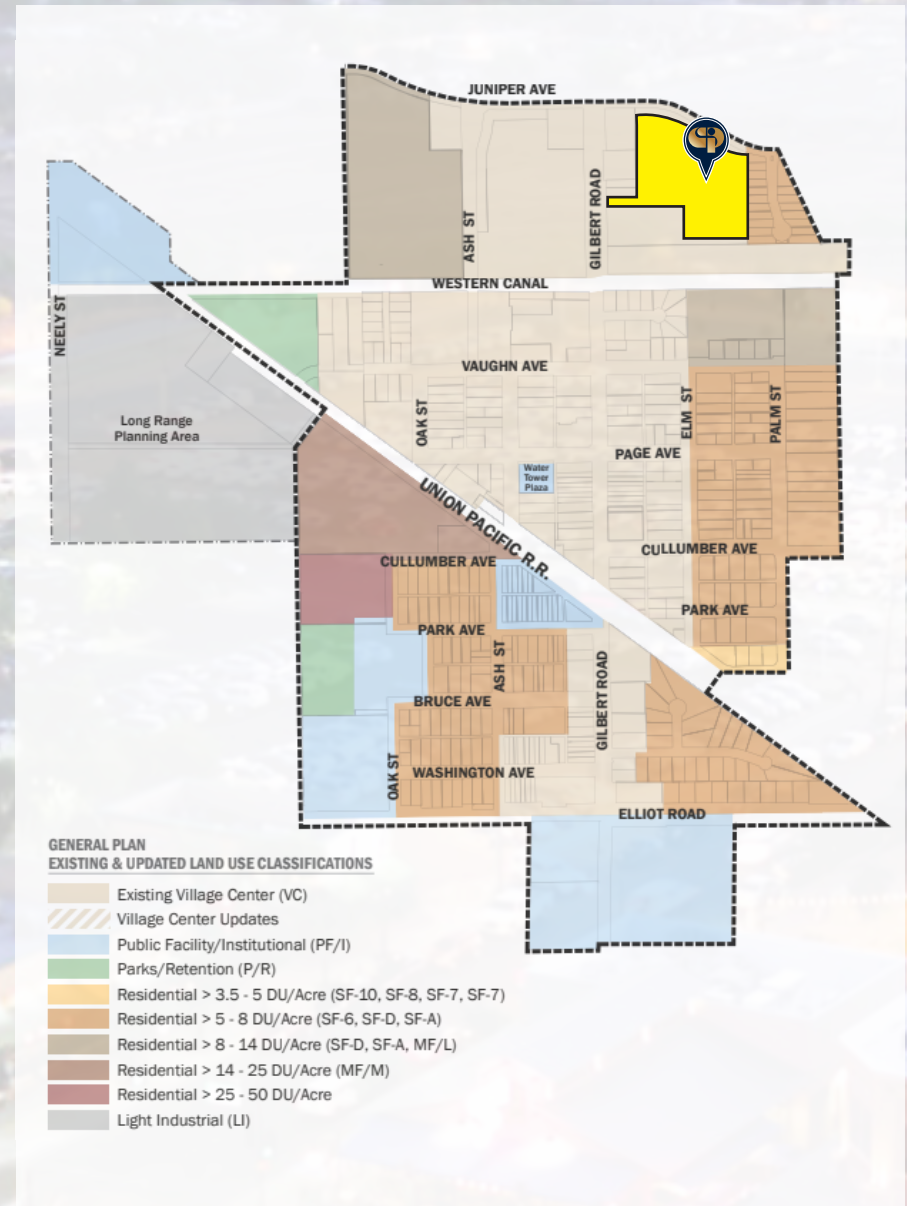 JUNIPER AVE
ASH ST
GILBERT ROAD
WESTERN CANAL
NEELY ST
VAUGHN AVE
OAK ST
ELM ST
PALM ST
Long Range
Planning Area
PAGE AVE
Water
Tower
Plaza
UNION PACIFIC R.R.
CULLUMBER AVE
CULLUMBER AVE
PARK AVE
PARK AVE
ASH ST
GILBERT ROAD
BRUCE AVE
OAK ST
WASHINGTON AVE
ELLIOT ROAD
GENERAL PLAN
EXISTING & UPDATED LAND USE CLASSIFICATIONS
Existing Village Center (VC)
Village Center Updates
Public Facility/Institutional (PF/I)
Parks/Retention (P/R)
Residential > 3.5 - 5 DU/Acre (SF-10, SF-8, SF-7, SF-7)
Residential > 5 - 8 DU/Acre (SF-6, SF-D, SF-A)
Residential > 8 - 14 DU/Acre (SF-D, SF-A, MF/L)
Residential > 14 - 25 DU/Acre (MF/M)
Residential > 25 - 50 DU/Acre
Light Industrial (LI)